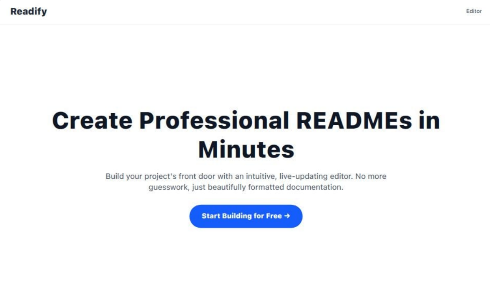 Readify
Editor
Create Professional READMEs in
Minutes
Build your project's front door with an intuitive, live-updating editor. No more
guesswork, just beautifully formatted documentation.
Start Building for Free →